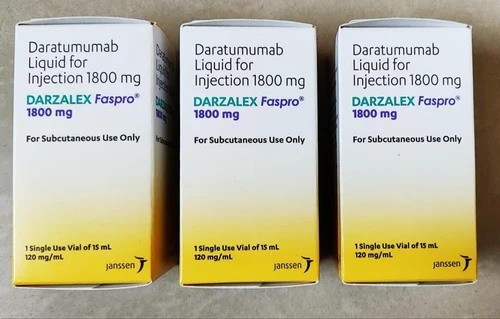 Daratumumab
Liquid for
Injection 1800 mg
DARZALEX Faspro®
1800 mg
For Subcutaneous Use Only
1 Single Use Vial of 15 mL
120 mg/mL
janssen
Daratumumab
Liquid for
Injection 1800 mg
DARZALEX Faspro®
1800 mg
For Subcutaneous Use Only
1 Single Use Vial of 15 mL
120 mg/mL
janssen
Daratumumab
Liquid for
Injection 1800 mg
DARZALEX Faspro®
1800 mg
For Subcutaneous Use Only
1 Single Use Vial of 15 mL
120 mg/mL
janssen